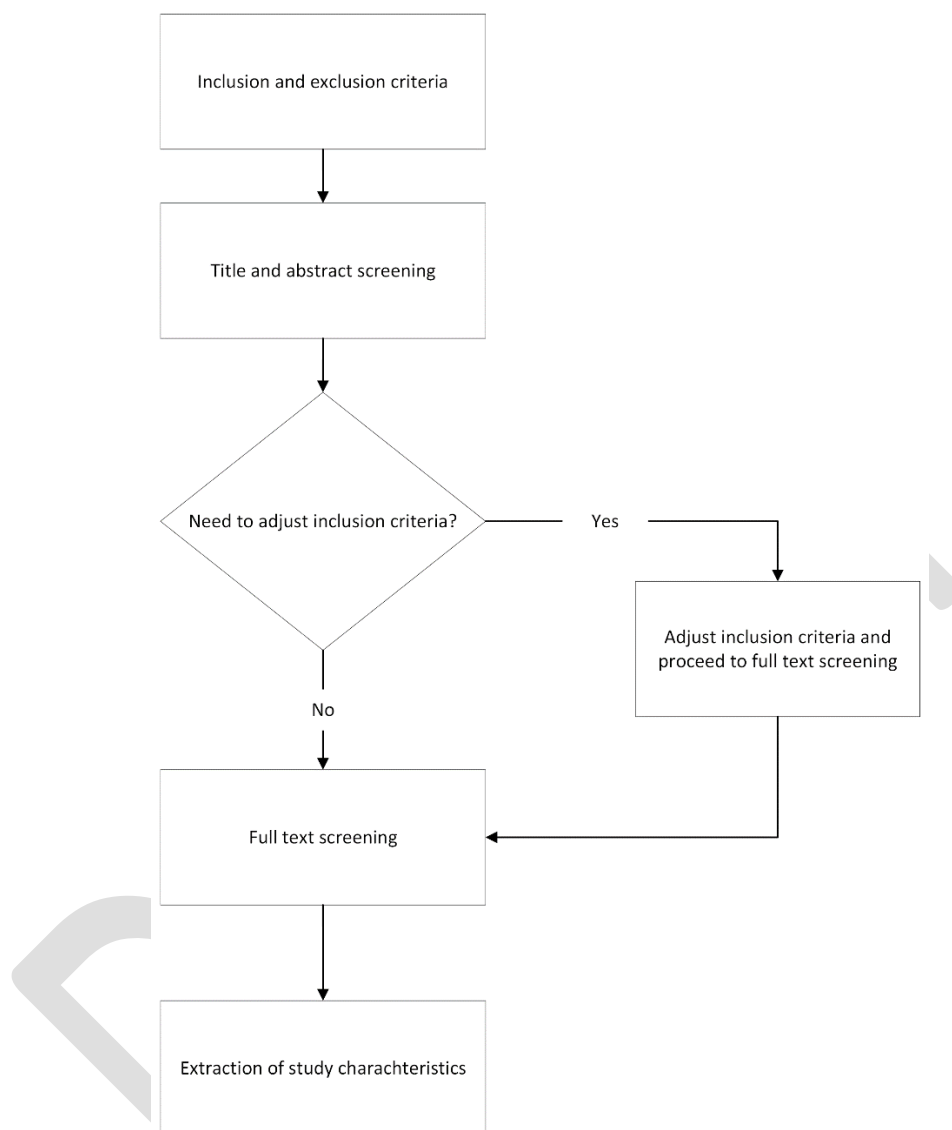 Inclusion and exclusion criteria
Title and abstract screening
Need to adjust inclusion criteria?
Yes
Adjust inclusion criteria and
proceed to full text screening
No
Full text screening
Extraction of study charachteristics